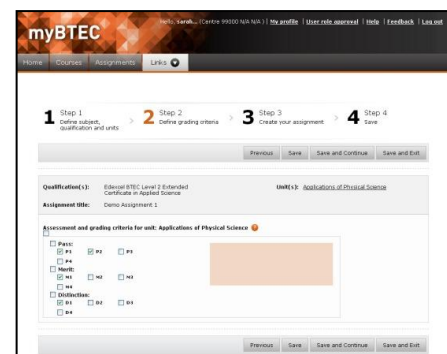 myBTEC
Hello, sarah... (Centre 99000 N/A N/A) | My profile | User role approval | Help | Feedback | Log out
Home Courses Assignments Links
1 Step 1 Define subject, qualification and units > 2 Step 2 Define grading criteria > 3 Step 3 Create your assignment > 4 Step 4 Save
Previous Save Save and Continue Save and Exit
Qualification(s): Edexcel BTEC Level 2 Extended Certificate in Applied Science Unit(s): Applications of Physical Science
Assignment title: Demo Assignment 1
Assessment and grading criteria for unit: Applications of Physical Science
Pass:
P1 P2 P3
P4
Merit:
M1 M2 M3
M4
Distinction:
D1 D2 D3
D4
Previous Save Save and Continue Save and Exit